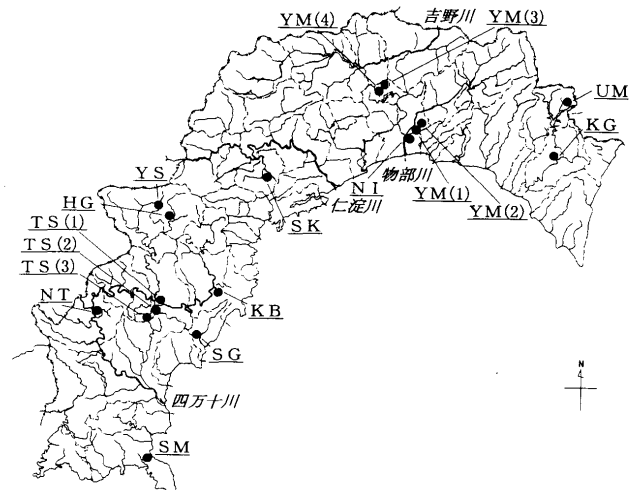 YM(4)
吉野川
YM(3)
UM
KG
NI
物部川
YM(1)
YM(2)
仁淀川
SK
YS
HG
TS(1)
TS(2)
TS(3)
NT
KB
SG
四万十川
SM
N